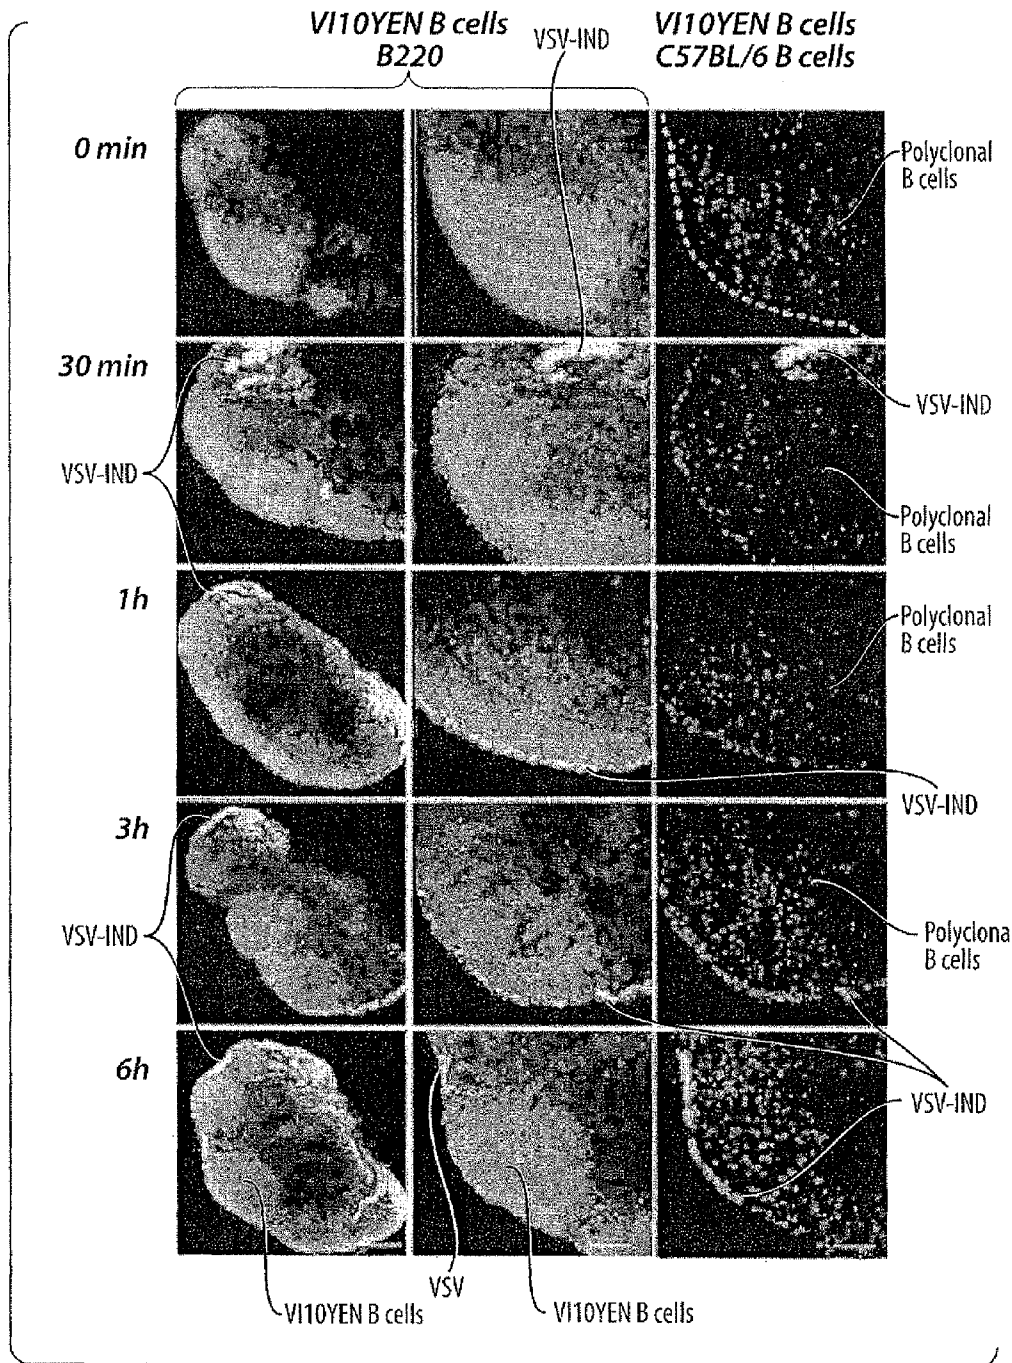 VI10YEN B cells
B220
VSV-IND
VI10YEN B cells
C57BL/6 B cells
0 min
Polyclonal
B cells
30 min
VSV-IND
VSV-IND
Polyclonal
B cells
1h
Polyclonal
B cells
VSV-IND
3h
VSV-IND
Polyclona
B cells
6h
VSV-IND
VSV
VI10YEN B cells
VI10YEN B cells